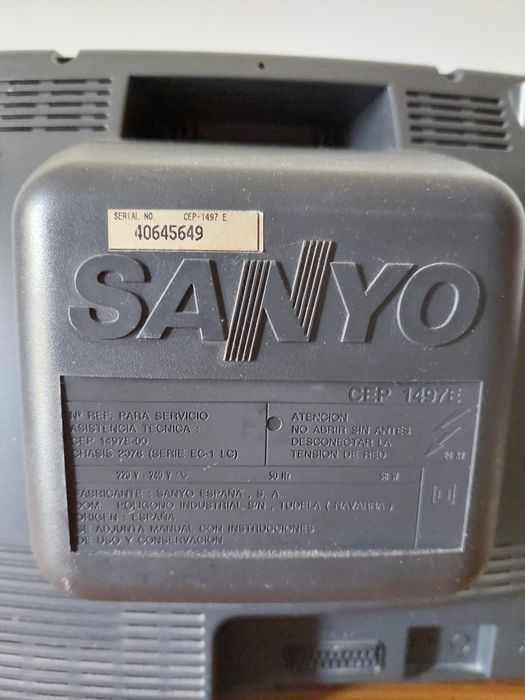 SERIAL NO. CEP-1497 E
40645649
SANYO
CEP 1497E
Nº REF. PARA SERVICIO
ASISTENCIA TECNICA :
CEP 1497E-00
CHASIS 2078 (SERIE EC-1 LC)
ATENCION
NO ABRIR SIN ANTES
DESCONECTAR LA
TENSION DE RED
220 V - 240 V ~ 50 Hz
FABRICANTE : SANYO ESPAÑA , S. A.
DOM. POLIGONO INDUSTRIAL S/N , TUDELA ( NAVARRA )
ORIGEN : ESPAÑA
SE ADJUNTA MANUAL CON INSTRUCCIONES
DE USO Y CONSERVACION